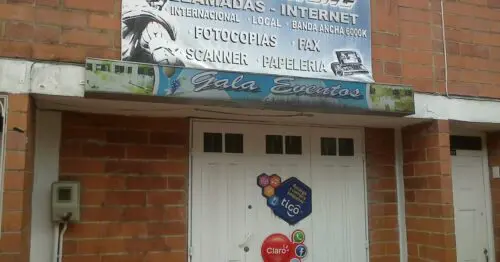 LLAMADAS - INTERNET
INTERNACIONAL · LOCAL · BANDA ANCHA 6000K
· FOTOCOPIAS · FAX
· SCANNER · PAPELERIA
Gala Eventos
tigo
Claro